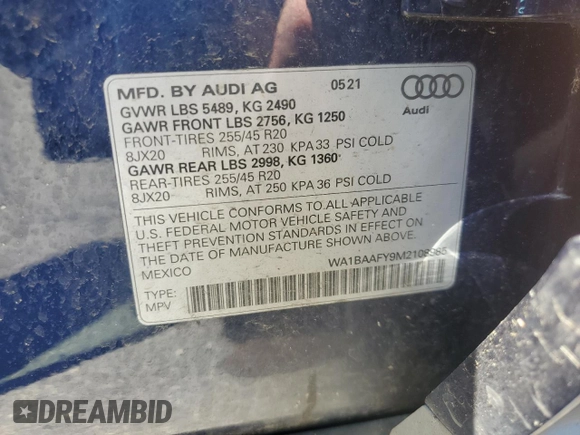 MFD. BY AUDI AG 05 21
GVWR LBS 5489, KG 2490
GAWR FRONT LBS 2756, KG 1250
FRONT-TIRES 255/45 R20
8JX20 RIMS, AT 230 KPA 33 PSI COLD
GAWR REAR LBS 2998, KG 1360
REAR-TIRES 255/45 R20
8JX20 RIMS, AT 250 KPA 36 PSI COLD
Audi
THIS VEHICLE CONFORMS TO ALL APPLICABLE
U.S. FEDERAL MOTOR VEHICLE SAFETY AND
THEFT PREVENTION STANDARDS IN EFFECT ON
THE DATE OF MANUFACTURE SHOWN ABOVE.
MEXICO
TYPE:
MPV
DREAMBID